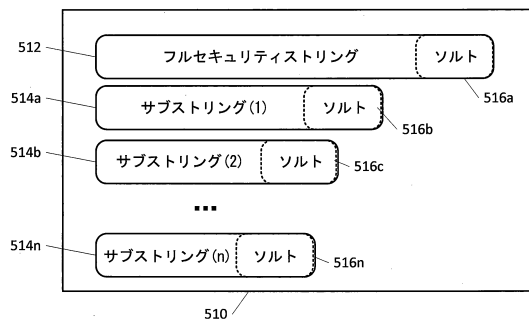 512 フルセキュリティストリング ソルト 516a
514a サブストリング(1) ソルト 516b
514b サブストリング(2) ソルト 516c
...
514n サブストリング(n) ソルト 516n
510